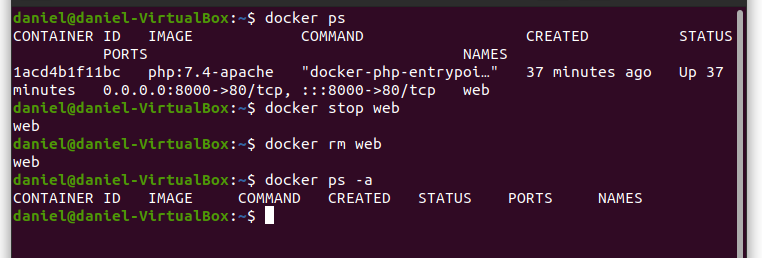 daniel@daniel-VirtualBox:~$ docker ps
CONTAINER ID   IMAGE            COMMAND                  CREATED          STATUS
          PORTS                                   NAMES
1acd4b1f11bc   php:7.4-apache   "docker-php-entrypoi…"   37 minutes ago   Up 37
minutes   0.0.0.0:8000->80/tcp, :::8000->80/tcp   web
daniel@daniel-VirtualBox:~$ docker stop web
web
daniel@daniel-VirtualBox:~$ docker rm web
web
daniel@daniel-VirtualBox:~$ docker ps -a
CONTAINER ID   IMAGE     COMMAND   CREATED   STATUS    PORTS     NAMES
daniel@daniel-VirtualBox:~$